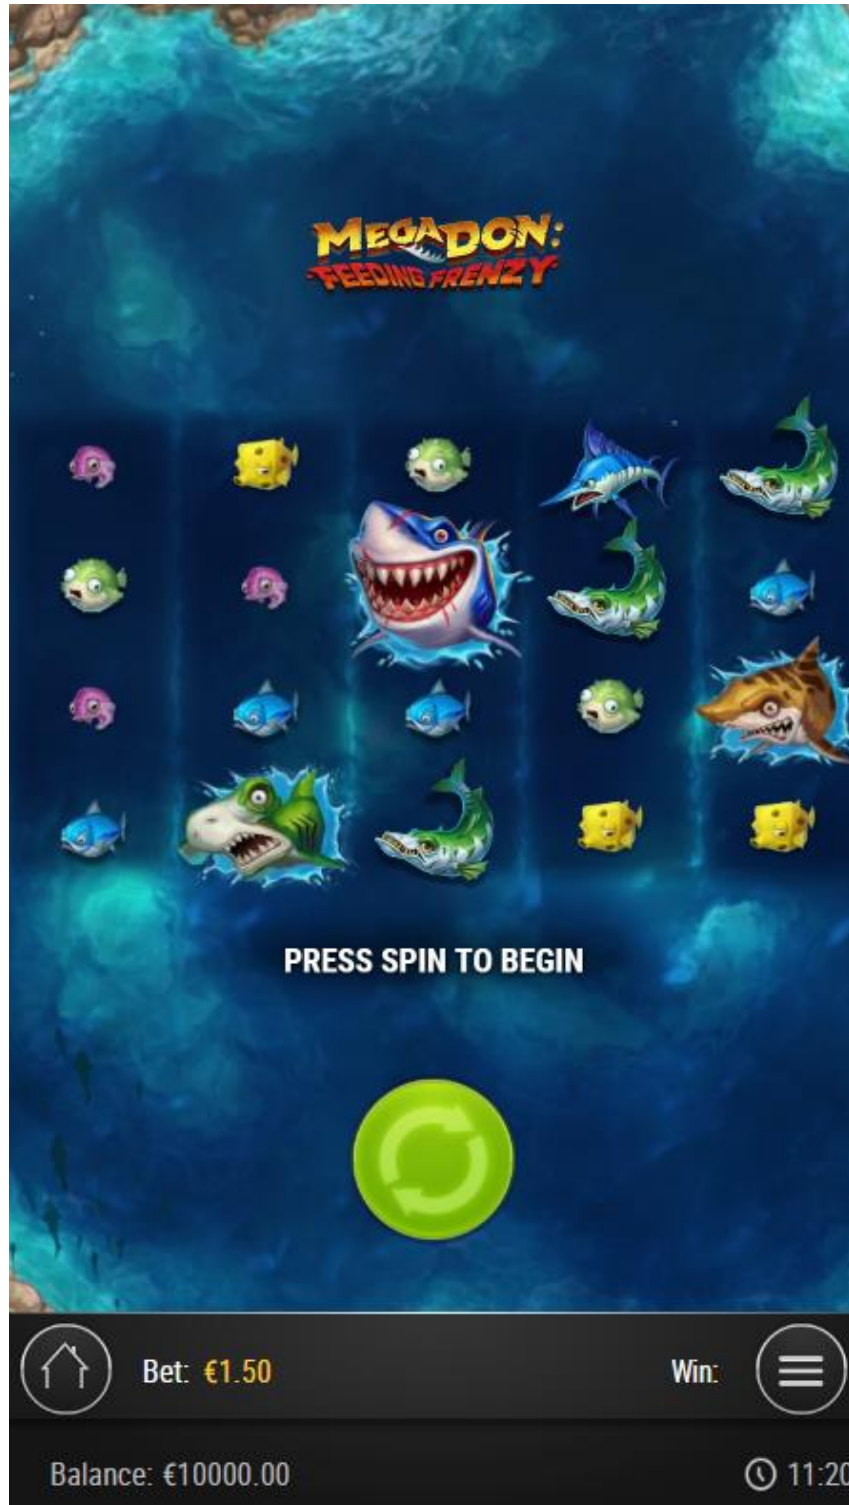 MEGADON:
FEEDING FRENZY
PRESS SPIN TO BEGIN
Bet: €1.50
Win:
Balance: €10000.00
11:20